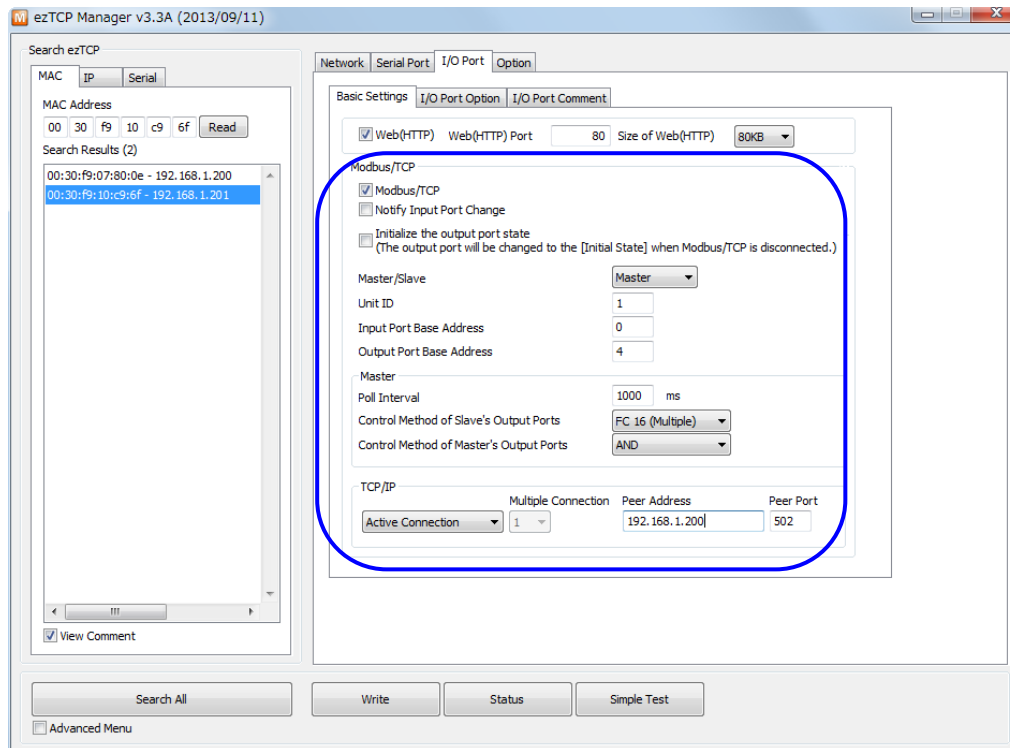 ezTCP Manager v3.3A (2013/09/11)
Search ezTCP
MAC IP Serial
MAC Address
00 30 f9 10 c9 6f Read
Search Results (2)
00:30:f9:07:80:0e - 192.168.1.200
00:30:f9:10:c9:6f - 192.168.1.201
View Comment
Network Serial Port I/O Port Option
Basic Settings I/O Port Option I/O Port Comment
Web(HTTP) Web(HTTP) Port 80 Size of Web(HTTP) 80KB
Modbus/TCP
Modbus/TCP
Notify Input Port Change
Initialize the output port state
(The output port will be changed to the [Initial State] when Modbus/TCP is disconnected.)
Master/Slave Master
Unit ID 1
Input Port Base Address 0
Output Port Base Address 4
Master
Poll Interval 1000 ms
Control Method of Slave's Output Ports FC 16 (Multiple)
Control Method of Master's Output Ports AND
TCP/IP
Multiple Connection Peer Address Peer Port
Active Connection 1 192.168.1.200 502
Search All Write Status Simple Test
Advanced Menu